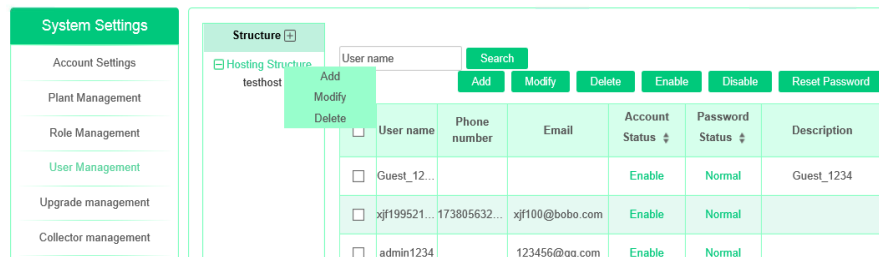 System Settings
Account Settings
Plant Management
Role Management
User Management
Upgrade management
Collector management
Structure
Hosting Structure
testhost
Add
Modify
Delete
User name Search
Add Modify Delete Enable Disable Reset Password
User name Phone number Email Account Status Password Status Description
Guest_12... Enable Normal Guest_1234
xjf199521... 173805632... xjf100@bobo.com Enable Normal
admin1234 123456@qq.com Enable Normal